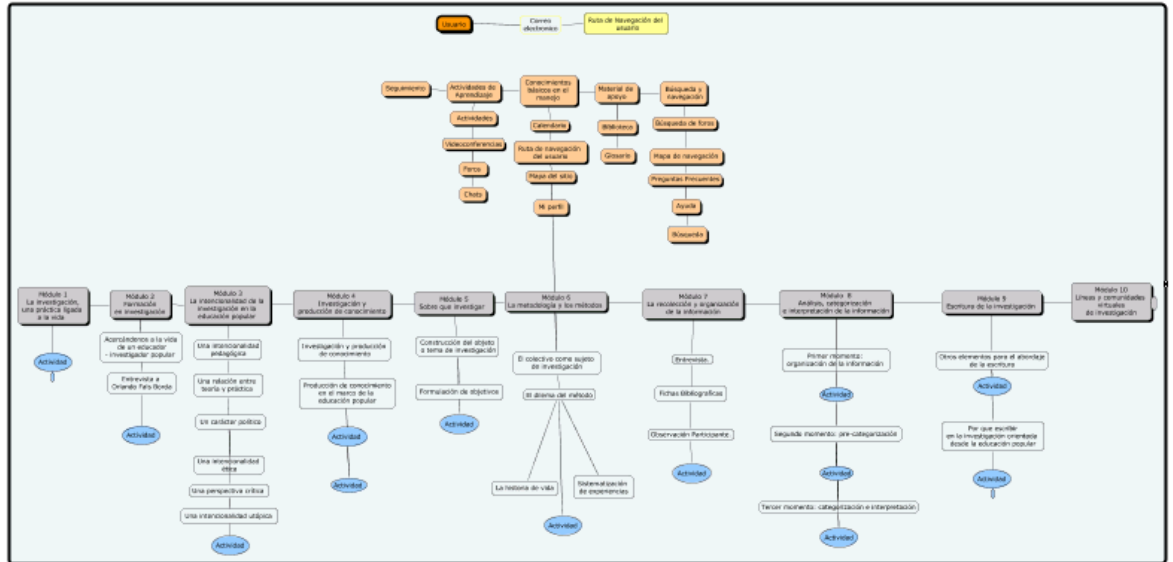 Usuario
Correo
electronico
Ruta de Navegación del
usuario
Seguimiento
Actividades de
Aprendizaje
Conocimientos
básicos en el
manejo
Material de
apoyo
Búsqueda y
navegación
Actividades
Videoconferencias
Foros
Chats
Calendario
Ruta de navegación
del usuario
Mapa del sitio
Mi perfil
Biblioteca
Glosario
Búsqueda de foros
Mapa de navegación
Preguntas Frecuentes
Ayuda
Búsqueda
Módulo 1
La investigación,
una práctica ligada
a la vida
Actividad
Módulo 2
Formación
en investigación
Acercándonos a la vida
de un educador
- investigador popular
Entrevista a
Orlando Fals Borda
Actividad
Módulo 3
La intencionalidad de la
investigación en la
educación popular
Una intencionalidad
pedagógica
Una relación entre
teoría y práctica
Un carácter político
Una intencionalidad
ética
Una perspectiva crítica
Una intencionalidad utópica
Actividad
Módulo 4
Investigación y
producción de conocimiento
Investigación y producción
de conocimiento
Producción de conocimiento
en el marco de la
educación popular
Actividad
Actividad
Módulo 5
Sobre que investigar
Construcción del objeto
o tema de investigación
Formulación de objetivos
Actividad
Módulo 6
La metodología y los métodos
El colectivo como sujeto
de investigación
El dilema del método
La historia de vida
Sistematización
de experiencias
Actividad
Módulo 7
La recolección y organización
de la información
Entrevista.
Fichas Bibliograficas
Observación Participante
Actividad
Módulo 8
Análisis, categorización
e interpretación de la información
Primer momento:
organización de la información
Actividad
Segundo momento: pre-categorización
Actividad
Tercer momento: categorización e interpretación
Actividad
Módulo 9
Escritura de la investigación
Otros elementos para el abordaje
de la escritura
Actividad
Por que escribir
en la investigación orientada
desde la educación popular
Actividad
Módulo 10
Líneas y comunidades
virtuales
de investigación